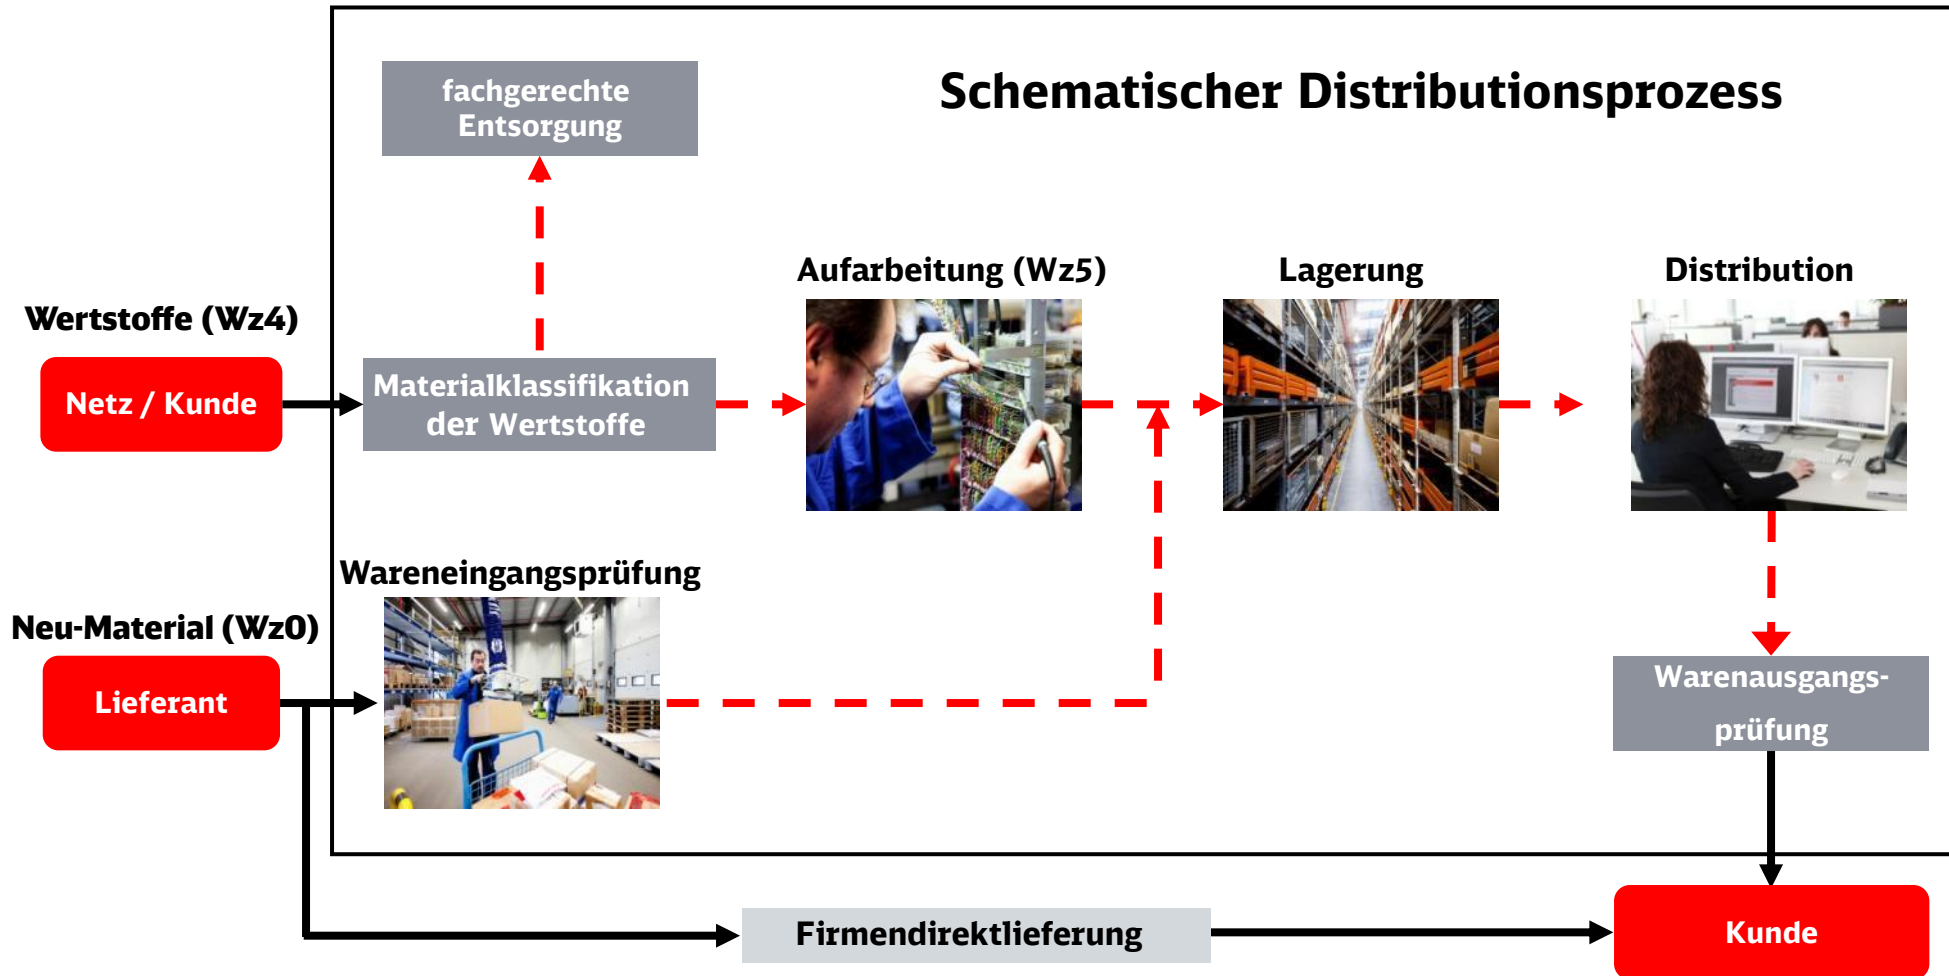 Schematischer Distributionsprozess
fachgerechte
Entsorgung
Aufarbeitung (Wz5)
Lagerung
Distribution
Wertstoffe (Wz4)
Netz / Kunde
Materialklassifikation
der Wertstoffe
Wareneingangsprüfung
Neu-Material (Wz0)
Lieferant
Warenausgangs-
prüfung
Firmendirektlieferung
Kunde